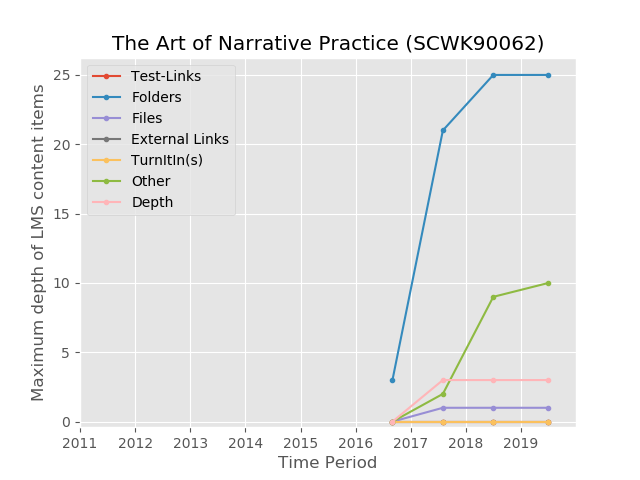 The Art of Narrative Practice (SCWK90062)
Maximum depth of LMS content items
25
20
15
10
5
0
Test-Links
Folders
Files
External Links
TurnItIn(s)
Other
Depth
2011 2012 2013 2014 2015 2016 2017 2018 2019
Time Period